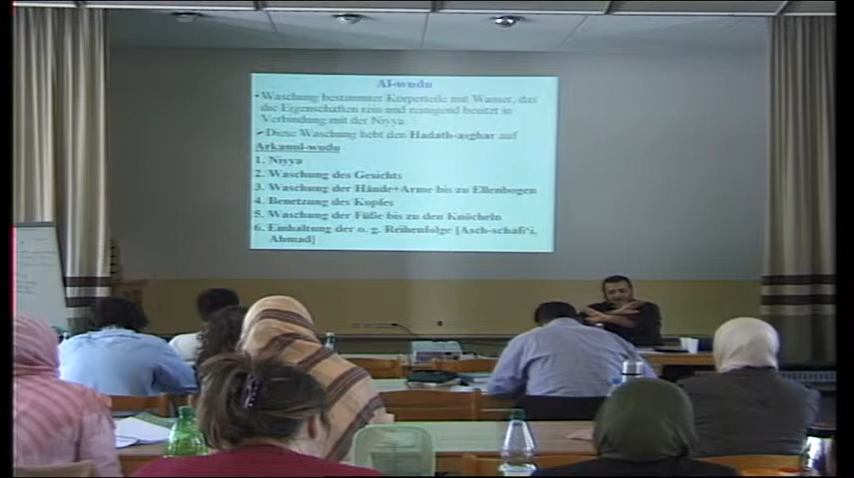 Al-wudu
Waschung bestimmter Körperteile mit Wasser, das
die Eigenschaften rein und reinigend besitzt in
Verbindung mit der Niyya
Diese Waschung hebt den Hadath-asghar auf
Arkanul-wudu
1. Niyya
2. Waschung des Gesichts
3. Waschung der Hände+Arme bis zu Ellenbogen
4. Benetzung des Kopfes
5. Waschung der Füße bis zu den Knöcheln
6. Einhaltung der o. g. Reihenfolge [Asch-schafi'i,
Ahmad]